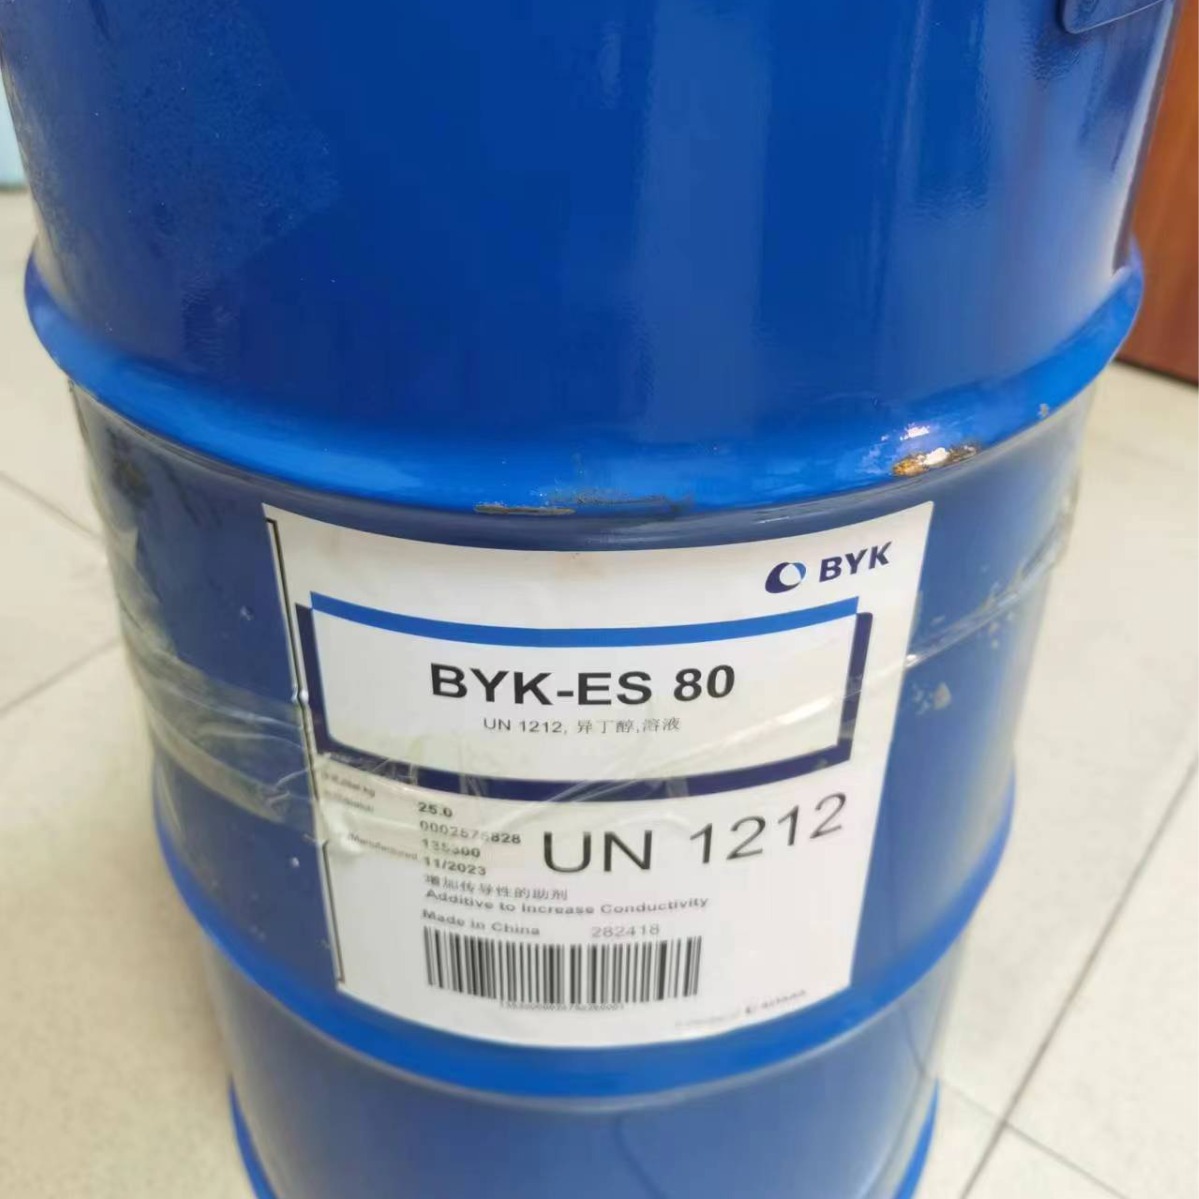 BYK
BYK-ES 80
UN 1212, 异丁醇,溶液
25.0
UN 1212
11/2023
增加传导性的助剂
Additive to Increase Conductivity
Made in China 282418